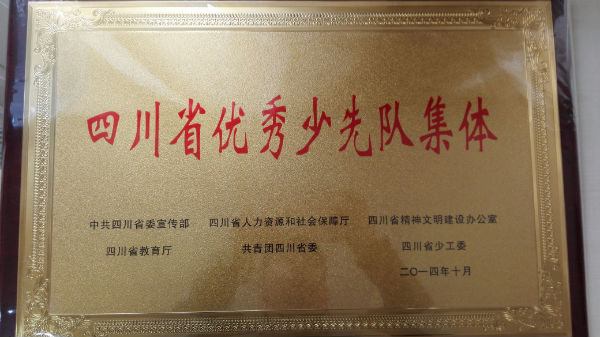 四川省优秀少先队集体
中共四川省委宣传部 四川省人力资源和社会保障厅 四川省精神文明建设办公室
四川省教育厅 共青团四川省委 四川省少工委
二〇一四年十月